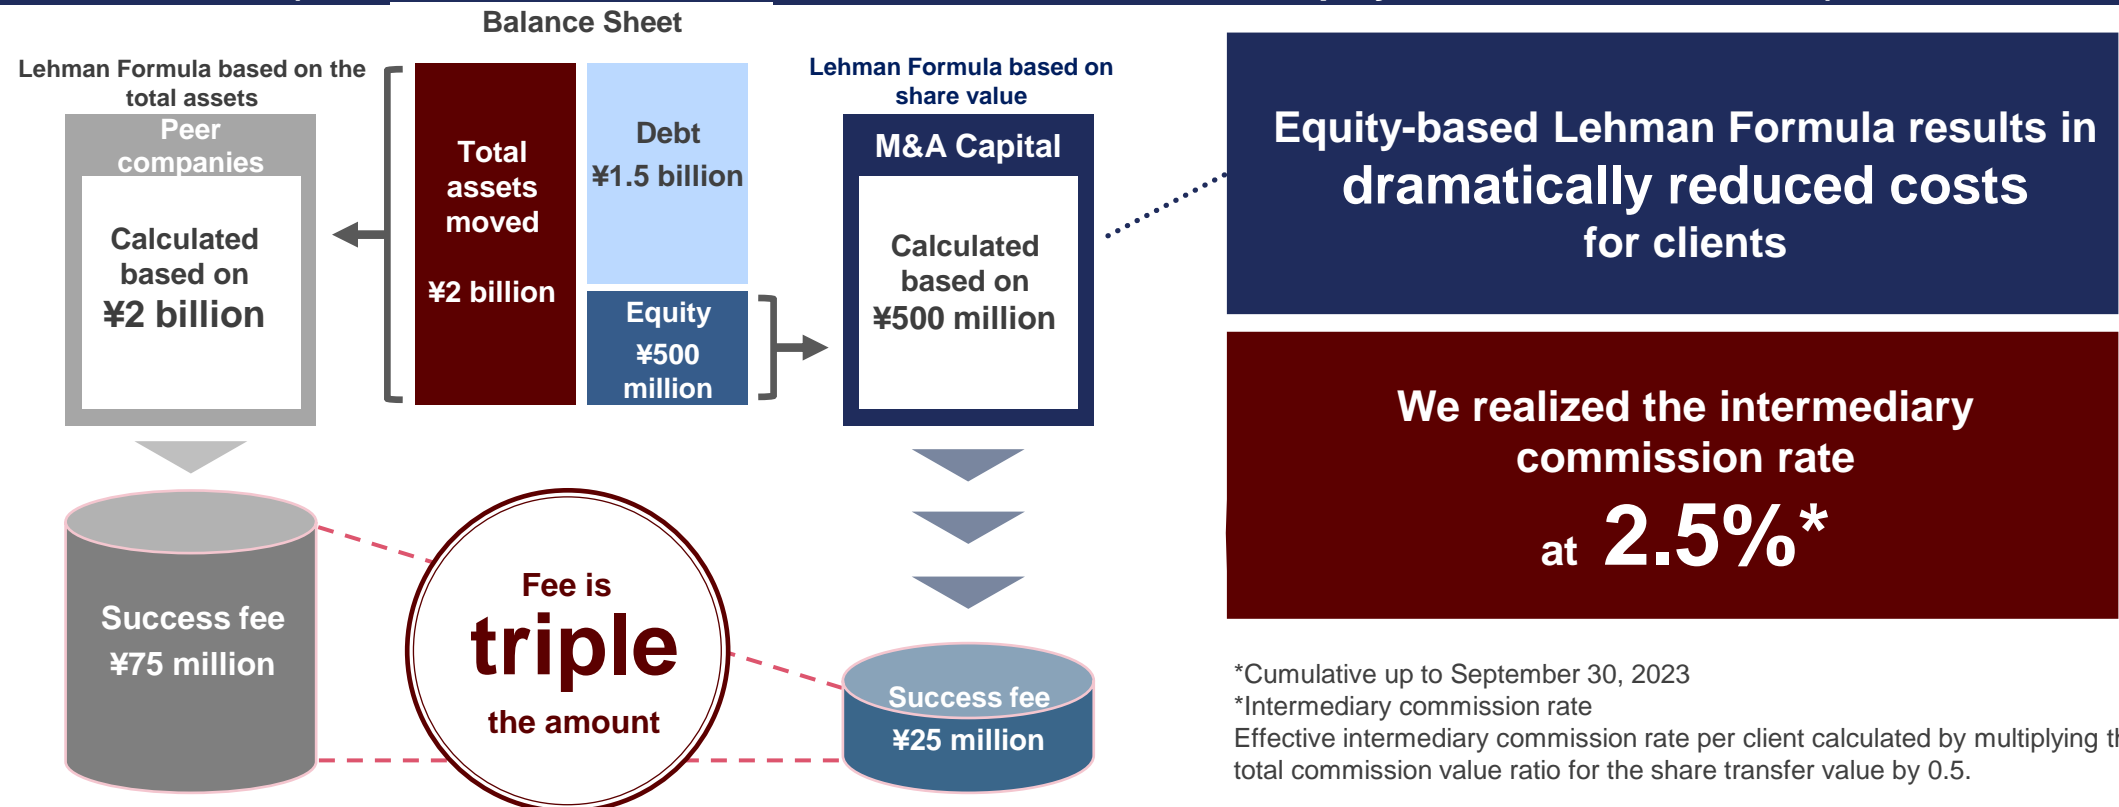 Balance Sheet
Lehman Formula based on the
total assets
Peer
companies
Calculated
based on
¥2 billion
Total
assets
moved
¥2 billion
Debt
¥1.5 billion
Equity
¥500
million
Lehman Formula based on
share value
M&A Capital
Calculated
based on
¥500 million
Success fee
¥75 million
Fee is
triple
the amount
Success fee
¥25 million
Equity-based Lehman Formula results in
dramatically reduced costs
for clients
We realized the intermediary
commission rate
at 2.5%*
*Cumulative up to September 30, 2023
*Intermediary commission rate
Effective intermediary commission rate per client calculated by multiplying th
total commission value ratio for the share transfer value by 0.5.